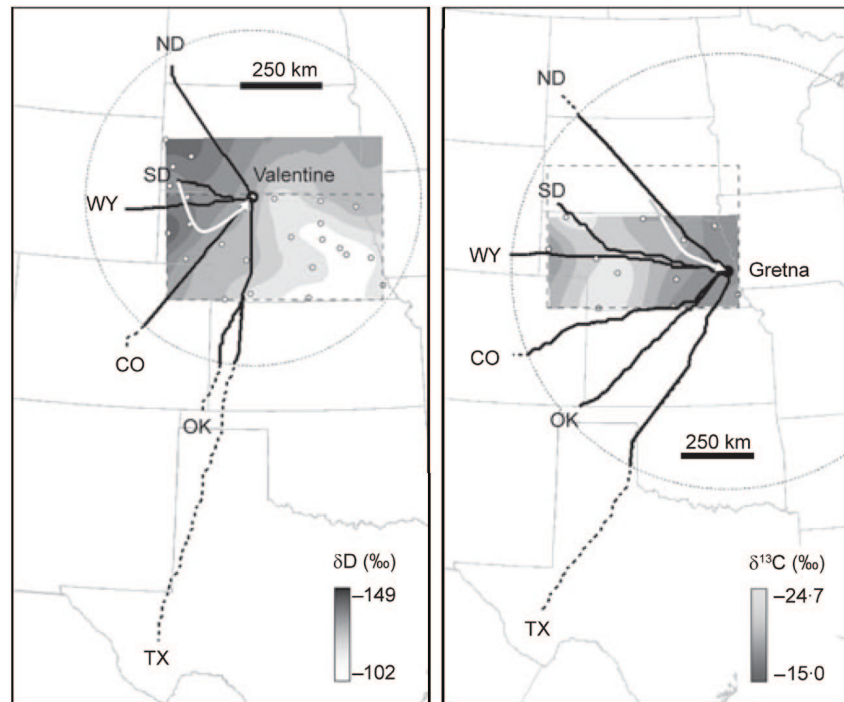 ND
250 km
SD
Valentine
WY
CO
OK
TX
δD (‰)
–149
–102
ND
SD
WY
Gretna
CO
OK
250 km
TX
δ¹³C (‰)
–24·7
–15·0